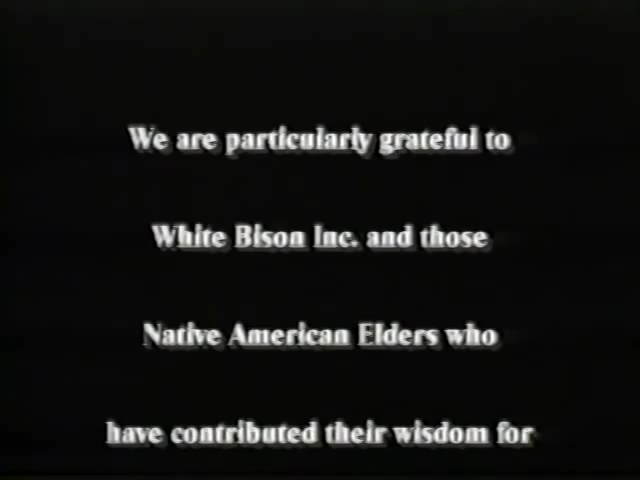 We are particularly grateful to
White Bison Inc. and those
Native American Elders who
have contributed their wisdom for